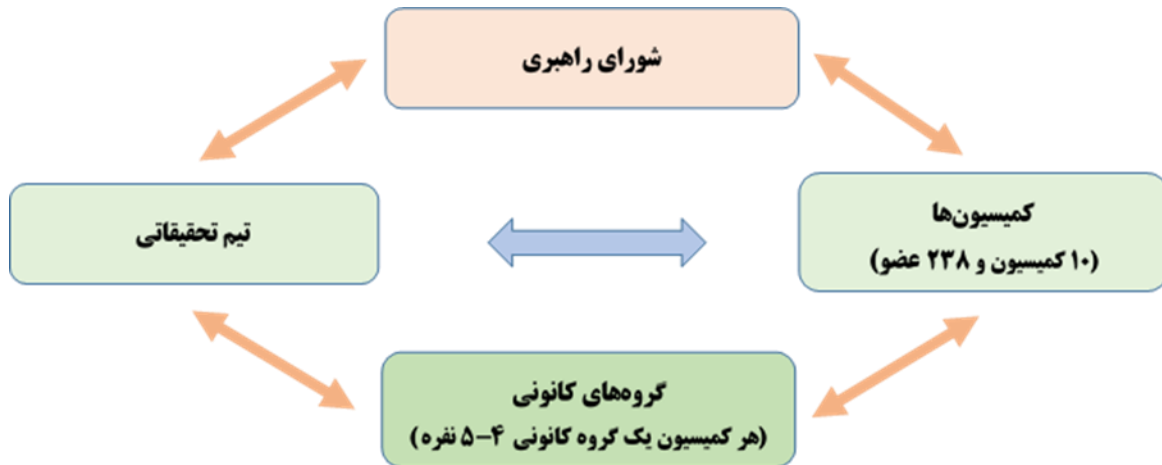 شورای راهبری
کمیسیون‌ها
(۱۰ کمیسیون و ۲۳۸ عضو)
تیم تحقیقاتی
گروه‌های کانونی
(هر کمیسیون یک گروه کانونی ۴-۵ نفره)